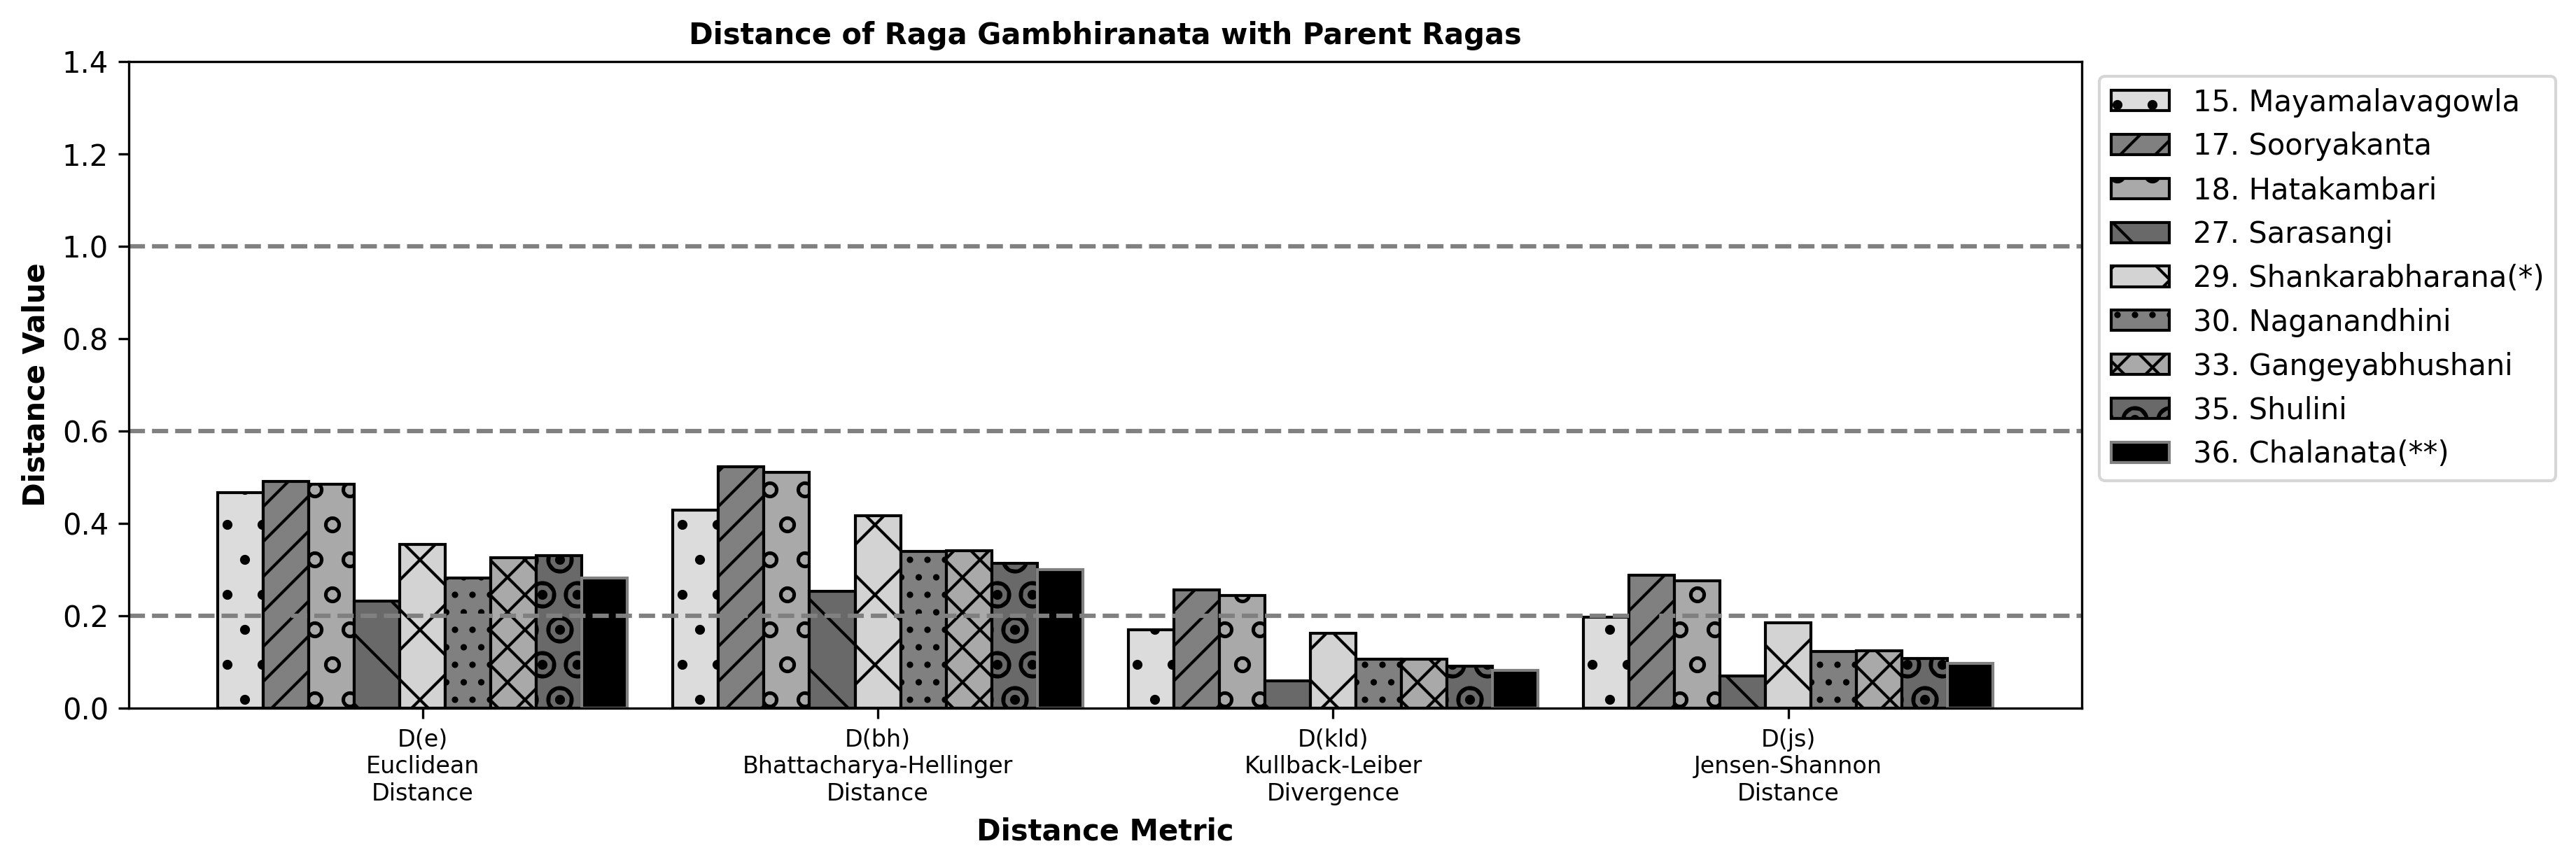 Distance of Raga Gambhiranata with Parent Ragas
Distance Value
1.4
1.2
1.0
0.8
0.6
0.4
0.2
0.0
D(e)
Euclidean
Distance
D(bh)
Bhattacharya-Hellinger
Distance
D(kld)
Kullback-Leiber
Divergence
D(js)
Jensen-Shannon
Distance
Distance Metric
15. Mayamalavagowla
17. Sooryakanta
18. Hatakambari
27. Sarasangi
29. Shankarabharana(*)
30. Naganandhini
33. Gangeyabhushani
35. Shulini
36. Chalanata(**)